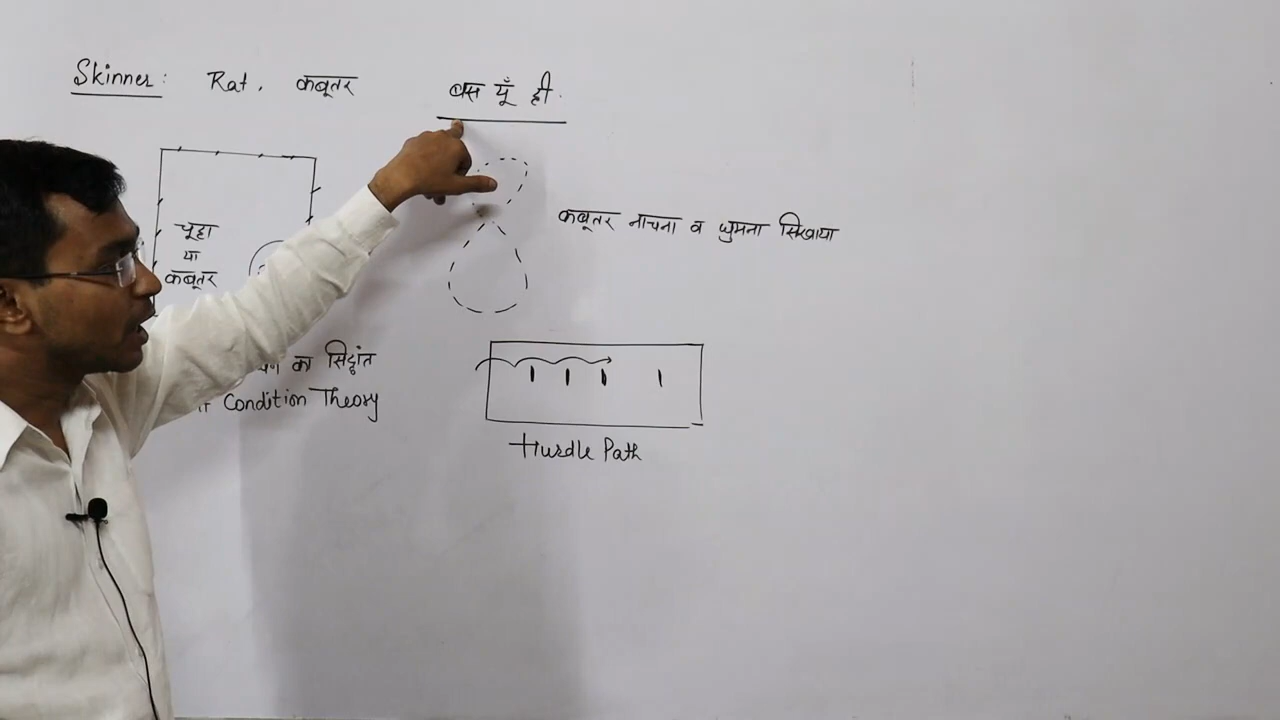 Skinner: Rat, कबूतर बस यूँ ही.
चूहा
या
कबूतर
कबूतर नाचना व घुमना सिखाया
का सिद्धांत
Condition Theory
Hurdle Path